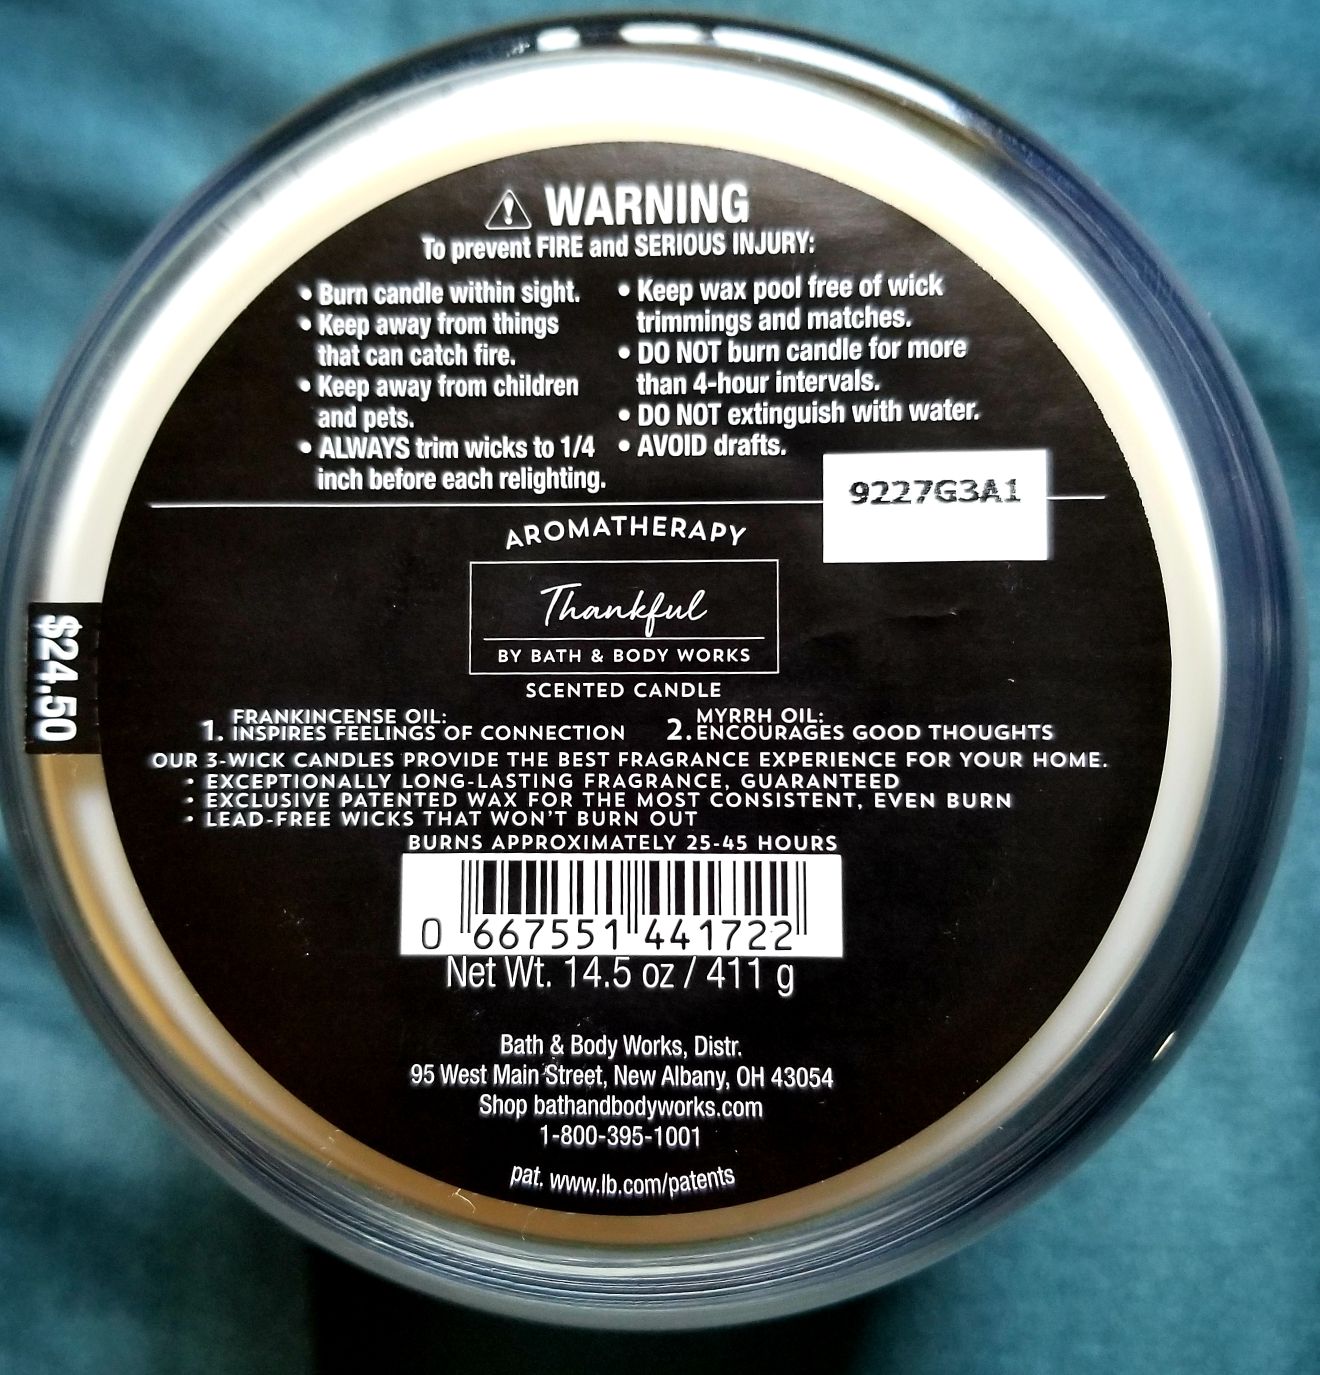 WARNING
To prevent FIRE and SERIOUS INJURY:
• Burn candle within sight.
• Keep away from things
that can catch fire.
• Keep away from children
and pets.
• ALWAYS trim wicks to 1/4
inch before each relighting.
• Keep wax pool free of wick
trimmings and matches.
• DO NOT burn candle for more
than 4-hour intervals.
• DO NOT extinguish with water.
• AVOID drafts.
9227G3A1
AROMATHERAPY
Thankful
BY BATH & BODY WORKS
SCENTED CANDLE
$24.50
1. FRANKINCENSE OIL:
INSPIRES FEELINGS OF CONNECTION
2. MYRRH OIL:
ENCOURAGES GOOD THOUGHTS
OUR 3-WICK CANDLES PROVIDE THE BEST FRAGRANCE EXPERIENCE FOR YOUR HOME.
• EXCEPTIONALLY LONG-LASTING FRAGRANCE, GUARANTEED
• EXCLUSIVE PATENTED WAX FOR THE MOST CONSISTENT, EVEN BURN
• LEAD-FREE WICKS THAT WON'T BURN OUT
BURNS APPROXIMATELY 25-45 HOURS
0 667551 441722
Net Wt. 14.5 oz / 411 g
Bath & Body Works, Distr.
95 West Main Street, New Albany, OH 43054
Shop bathandbodyworks.com
1-800-395-1001
pat. www.lb.com/patents